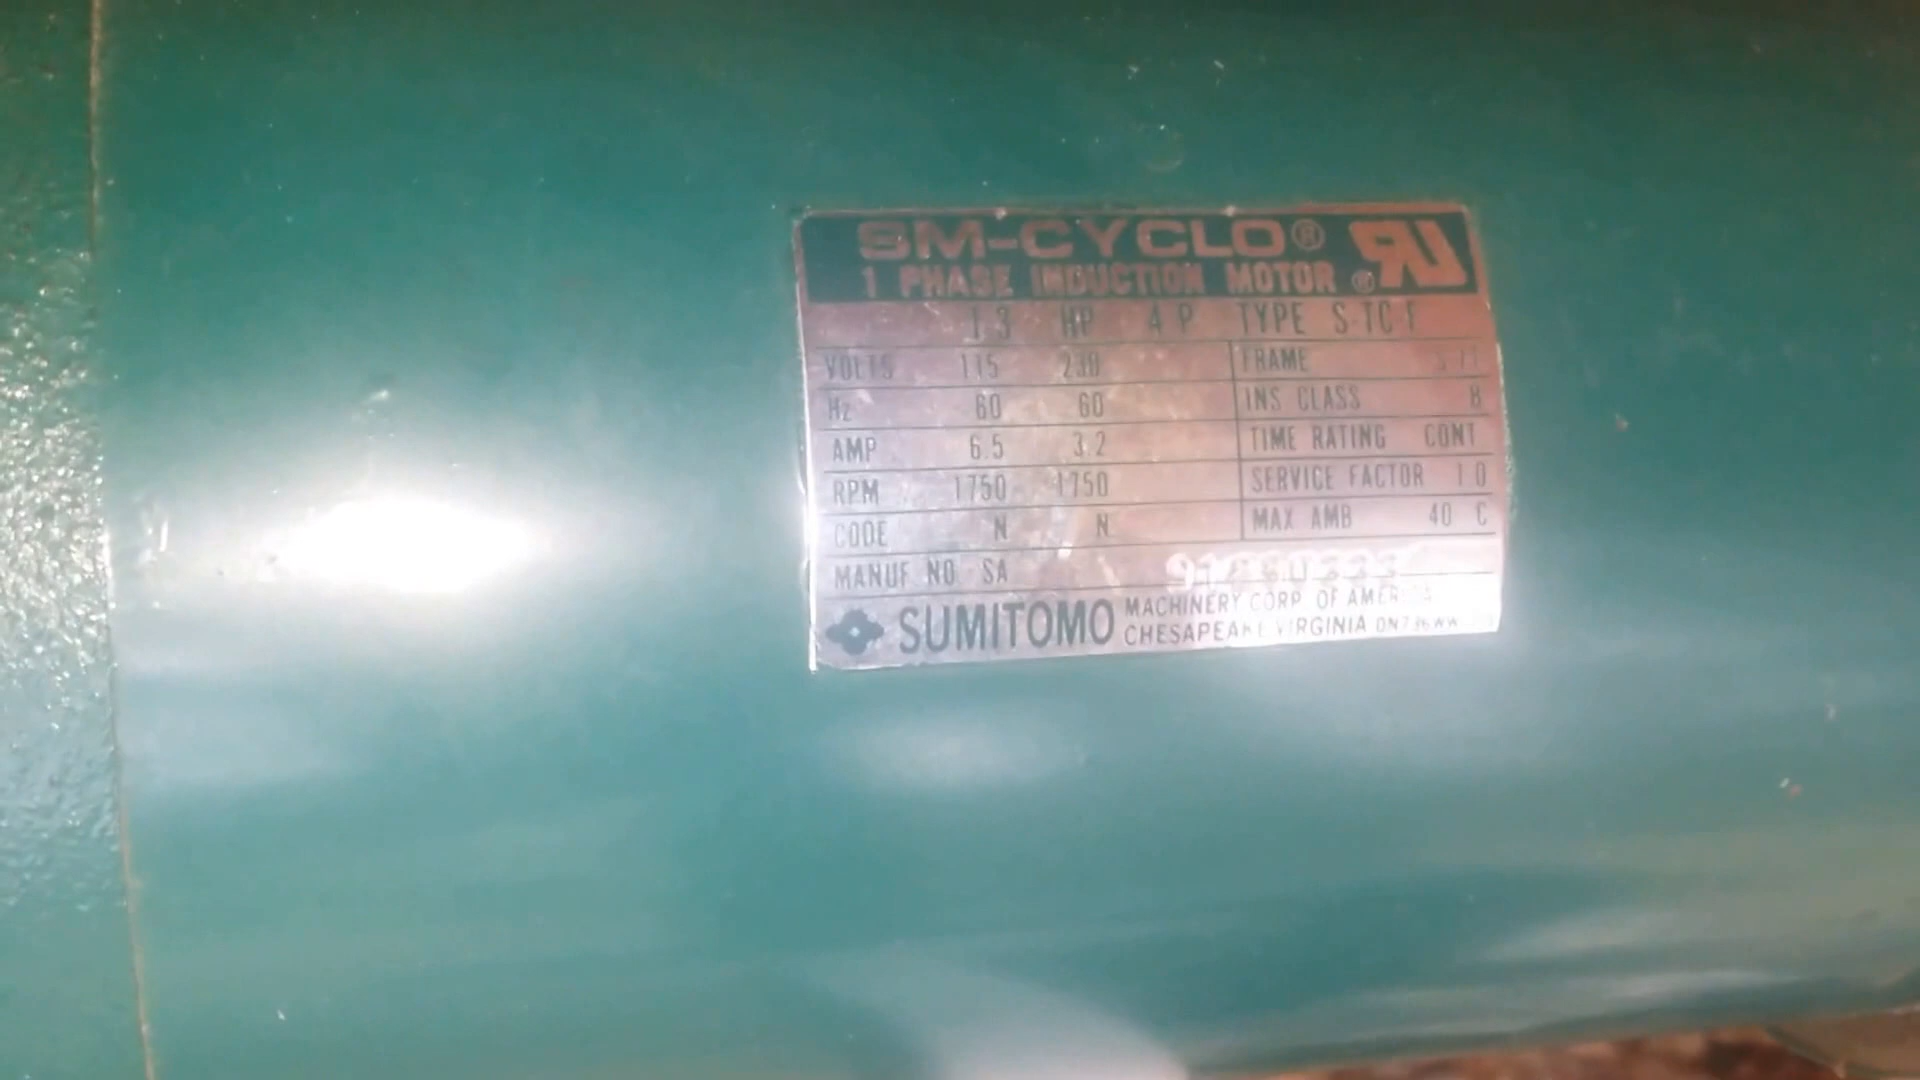 SM-CYCLO® RU®
1 PHASE INDUCTION MOTOR
1.3 HP 4 P TYPE S-TC-F
VOLTS 115 230 FRAME
Hz 60 60 INS CLASS B
AMP 6.5 3.2 TIME RATING CONT
RPM 1750 1750 SERVICE FACTOR 1.0
CODE N N MAX AMB 40 C
MANUF NO SA
SUMITOMO MACHINERY CORP. OF AMERICA
CHESAPEAKE VIRGINIA